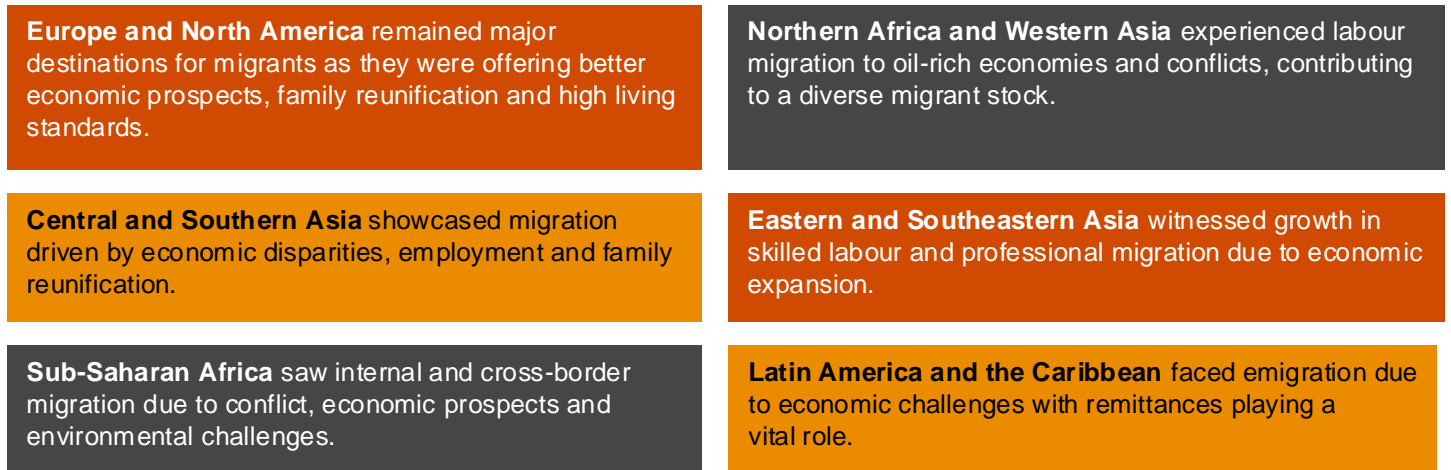 Europe and North America remained major
destinations for migrants as they were offering better
economic prospects, family reunification and high living
standards.
Northern Africa and Western Asia experienced labour
migration to oil-rich economies and conflicts, contributing
to a diverse migrant stock.
Central and Southern Asia showcased migration
driven by economic disparities, employment and family
reunification.
Eastern and Southeastern Asia witnessed growth in
skilled labour and professional migration due to economic
expansion.
Sub-Saharan Africa saw internal and cross-border
migration due to conflict, economic prospects and
environmental challenges.
Latin America and the Caribbean faced emigration due
to economic challenges with remittances playing a
vital role.